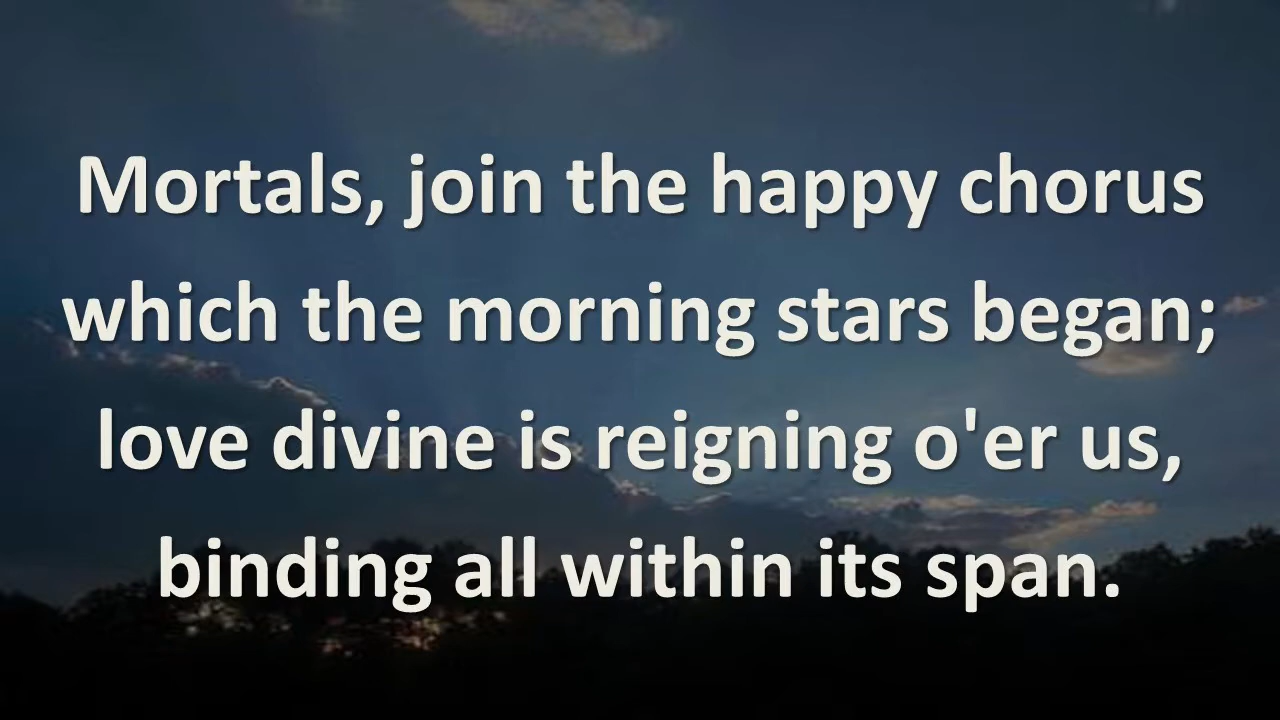 Mortals, join the happy chorus
which the morning stars began;
love divine is reigning o'er us,
binding all within its span.